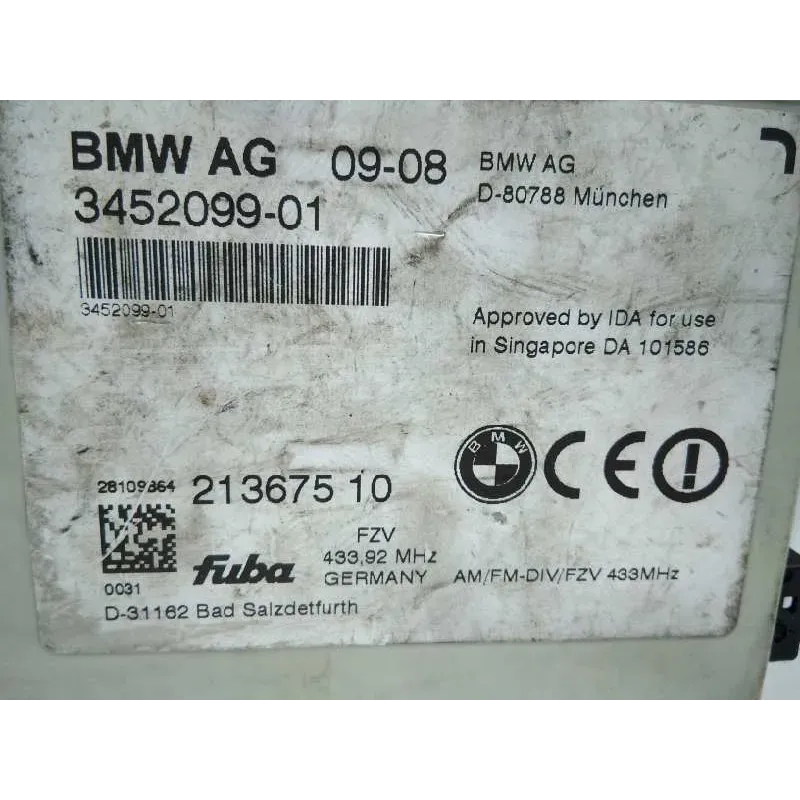 BMW AG 09-08
3452099-01
3452099-01
BMW AG
D-80788 München
Approved by IDA for use
in Singapore DA 101586
BMW
CE
28109864
213675 10
FZV
433,92 MHz
GERMANY
fuba
0031
D-31162 Bad Salzdetfurth
AM/FM-DIV/FZV 433MHz